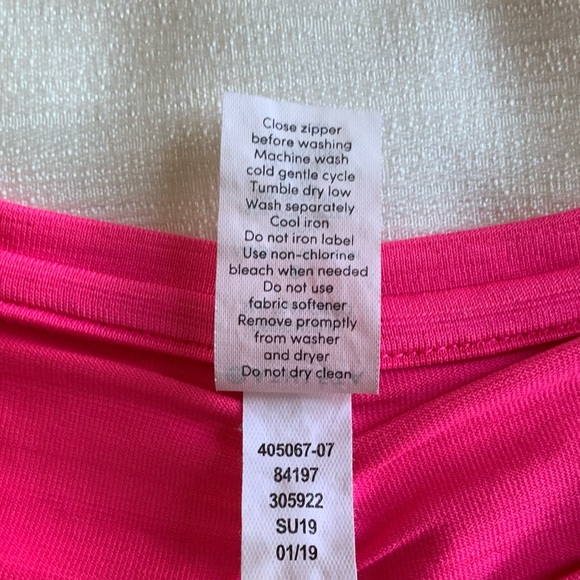 Close zipper
before washing
Machine wash
cold gentle cycle
Tumble dry low
Wash separately
Cool iron
Do not iron label
Use non-chlorine
bleach when needed
Do not use
fabric softener
Remove promptly
from washer
and dryer
Do not dry clean
405067-07
84197
305922
SU19
01/19